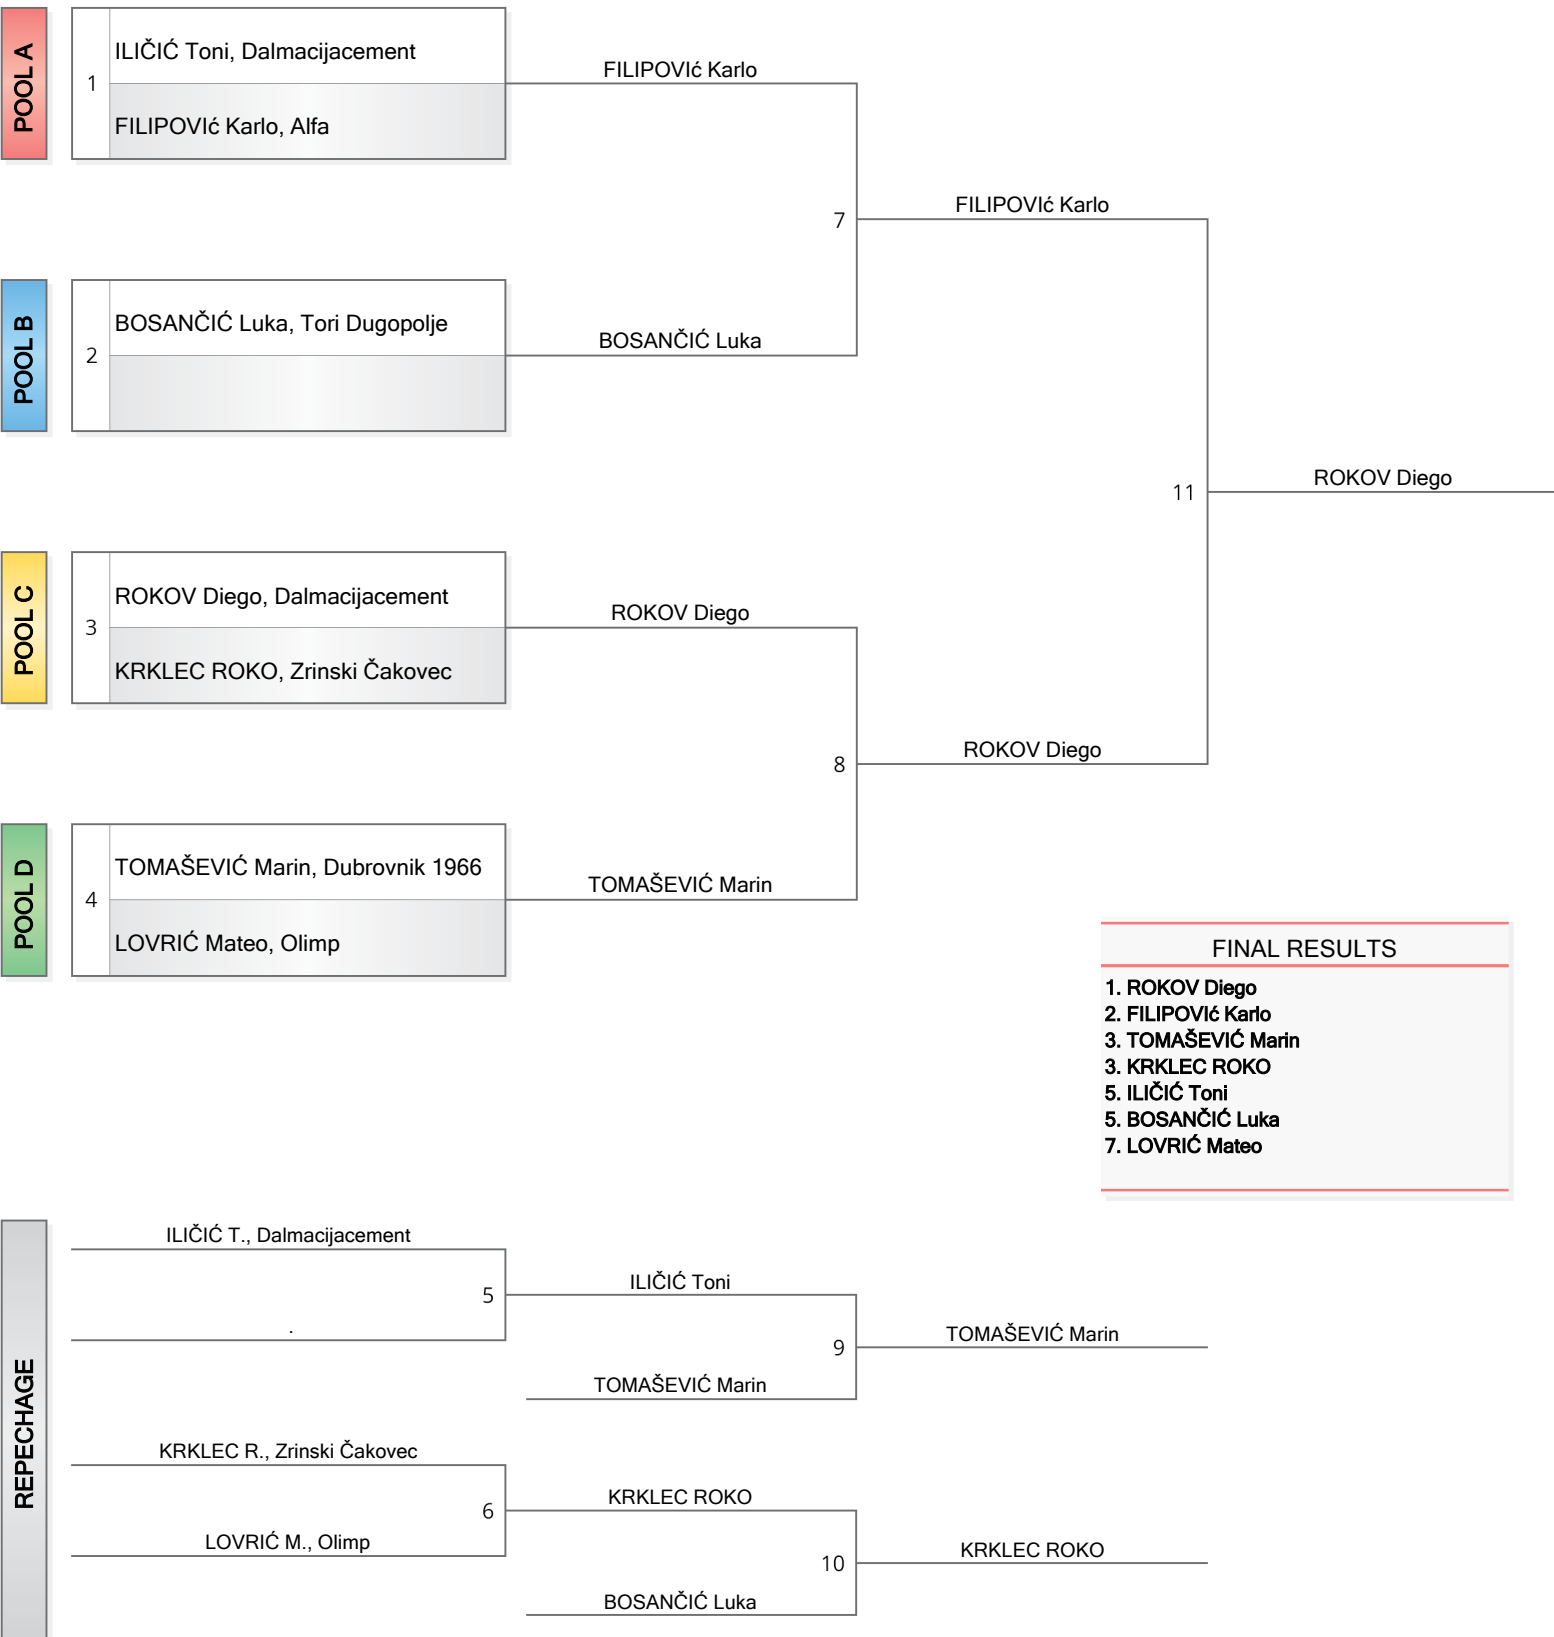 POOL A
1
ILIČIĆ Toni, Dalmacijacement
FILIPOVIć Karlo, Alfa
FILIPOVIć Karlo
7
FILIPOVIć Karlo
POOL B
2
BOSANČIĆ Luka, Tori Dugopolje
BOSANČIĆ Luka
11
ROKOV Diego
POOL C
3
ROKOV Diego, Dalmacijacement
KRKLEC ROKO, Zrinski Čakovec
ROKOV Diego
8
ROKOV Diego
POOL D
4
TOMAŠEVIĆ Marin, Dubrovnik 1966
LOVRIĆ Mateo, Olimp
TOMAŠEVIĆ Marin
FINAL RESULTS
1. ROKOV Diego
2. FILIPOVIć Karlo
3. TOMAŠEVIĆ Marin
3. KRKLEC ROKO
5. ILIČIĆ Toni
5. BOSANČIĆ Luka
7. LOVRIĆ Mateo
REPECHAGE
ILIČIĆ T., Dalmacijacement
5
.
ILIČIĆ Toni
9
TOMAŠEVIĆ Marin
TOMAŠEVIĆ Marin
KRKLEC R., Zrinski Čakovec
6
LOVRIĆ M., Olimp
KRKLEC ROKO
10
KRKLEC ROKO
BOSANČIĆ Luka